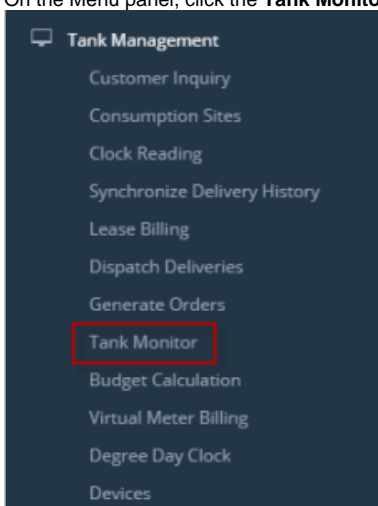 On the Menu panel, click the Tank Monito
Tank Management
Customer Inquiry
Consumption Sites
Clock Reading
Synchronize Delivery History
Lease Billing
Dispatch Deliveries
Generate Orders
Tank Monitor
Budget Calculation
Virtual Meter Billing
Degree Day Clock
Devices